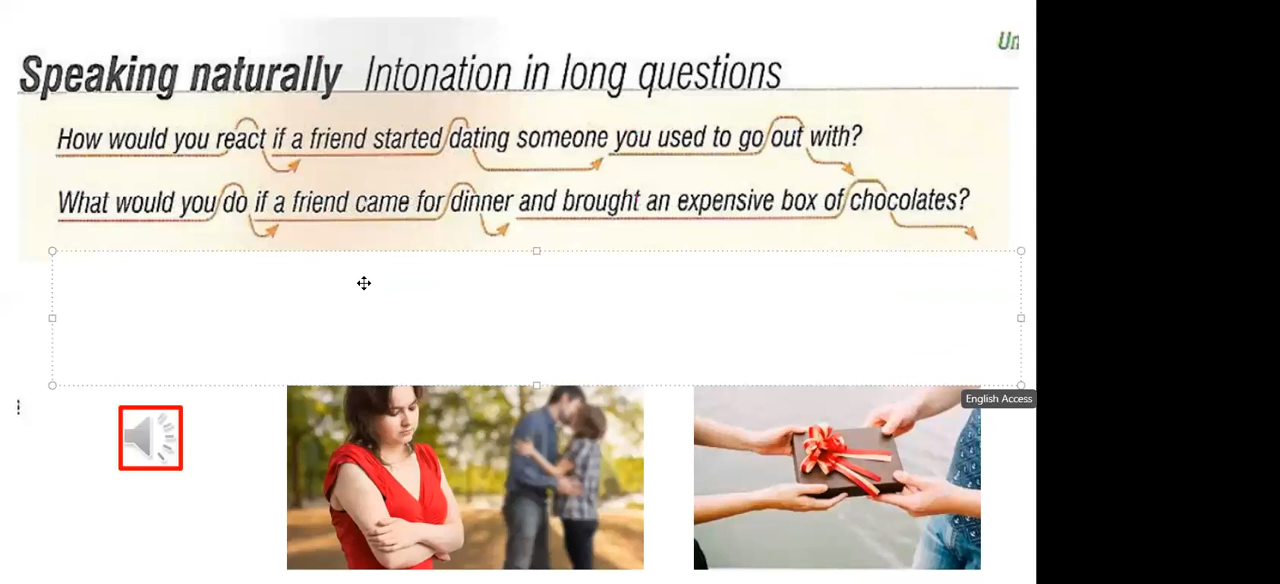 Un
Speaking naturally Intonation in long questions
How would you react if a friend started dating someone you used to go out with?
What would you do if a friend came for dinner and brought an expensive box of chocolates?
English Access